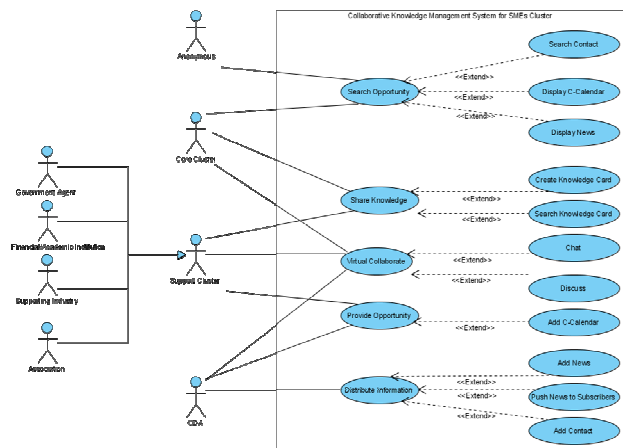 Collaborative Knowledge Management System for SMEs Cluster
Anonymous
Search Contact
<<Extend>>
Search Opportunity
<<Extend>>
Display C-Calendar
<<Extend>>
Display News
Core Cluster
Government Agent
Create Knowledge Card
Share Knowledge
<<Extend>>
Search Knowledge Card
<<Extend>>
Financial/Academic Institution
Chat
Support Cluster
Virtual Collaborate
<<Extend>>
Supporting Industry
<<Extend>>
Discuss
Provide Opportunity
Add C-Calendar
<<Extend>>
Association
Add News
<<Extend>>
Distribute Information
<<Extend>>
Push News to Subscribers
<<Extend>>
Add Contact
CDA